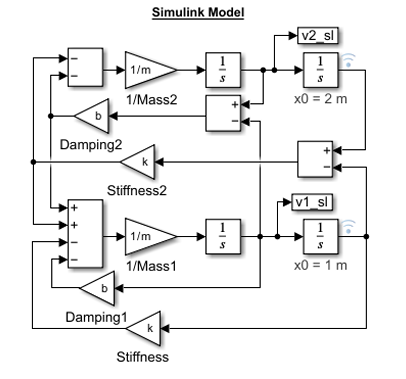 Simulink Model
v2_sl
−
−
1/m
1
s
1
s
1/Mass2
x0 = 2 m
+
−
b
Damping2
+
−
k
Stiffness2
v1_sl
+
+
−
−
1/m
1
s
1
s
1/Mass1
x0 = 1 m
b
Damping1
k
Stiffness